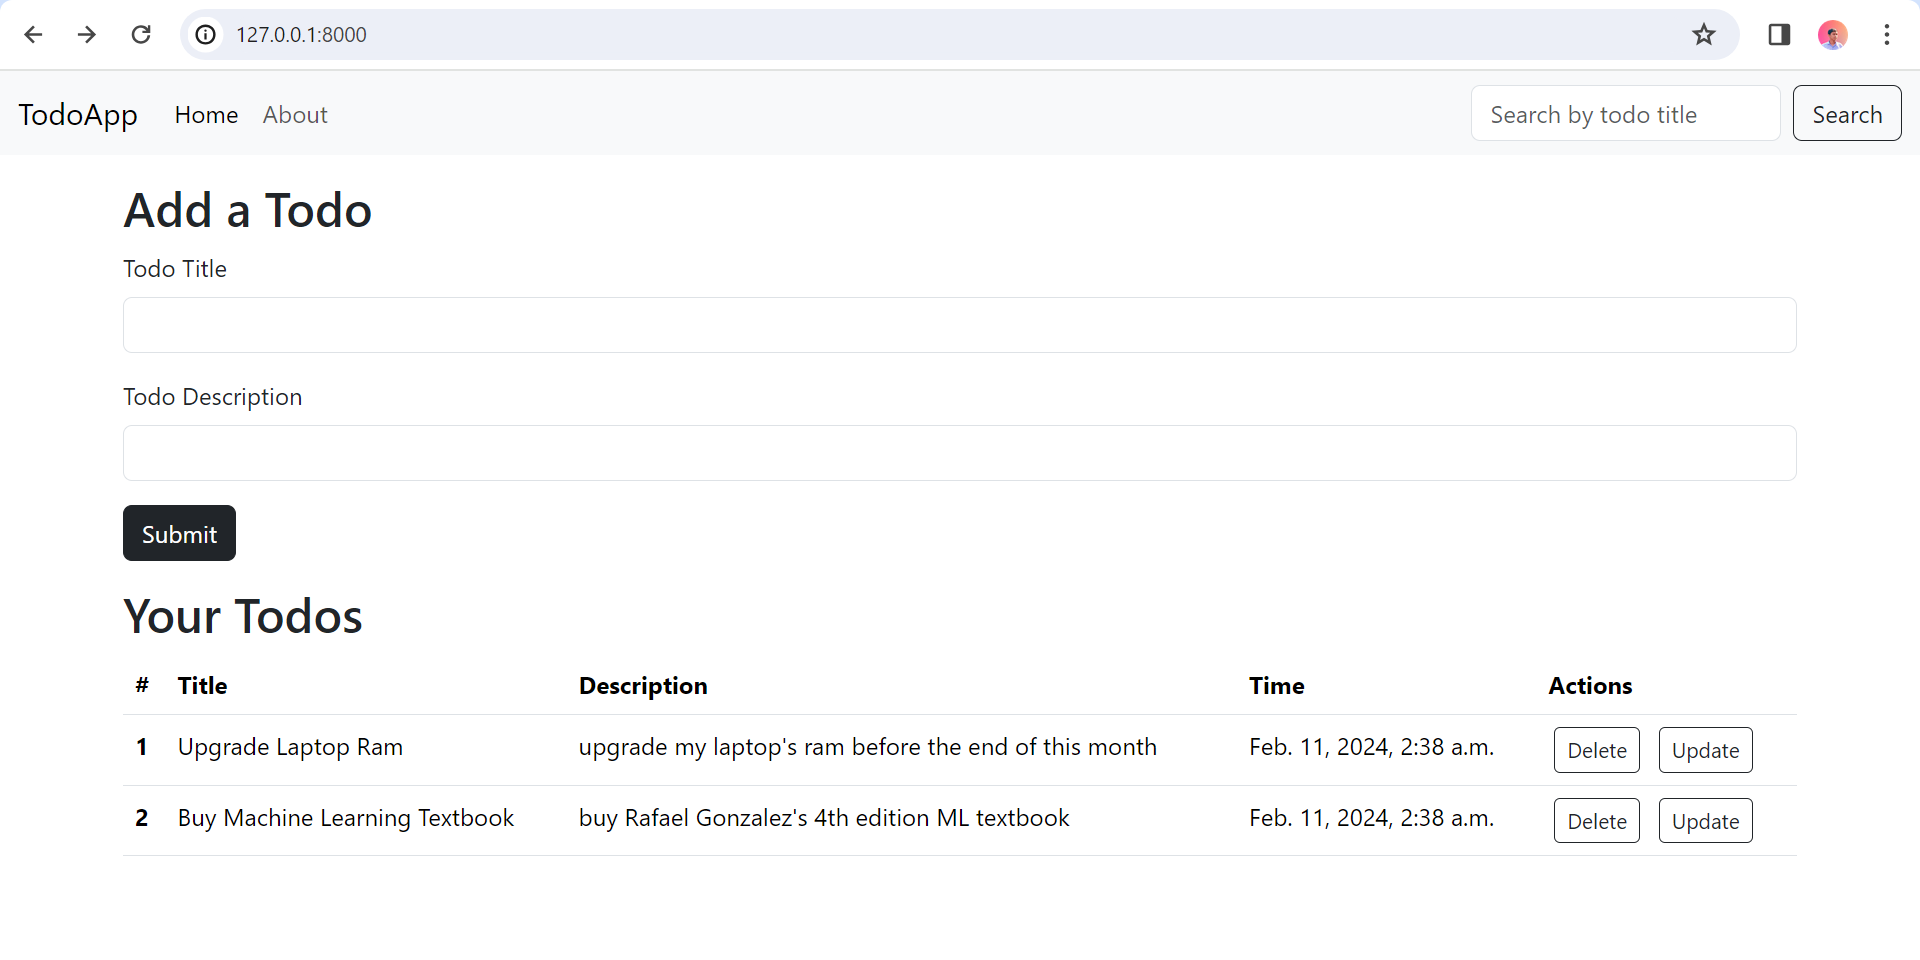 127.0.0.1:8000
TodoApp Home About Search by todo title Search
Add a Todo
Todo Title
Todo Description
Submit
Your Todos
# Title Description Time Actions
1 Upgrade Laptop Ram upgrade my laptop's ram before the end of this month Feb. 11, 2024, 2:38 a.m. Delete Update
2 Buy Machine Learning Textbook buy Rafael Gonzalez's 4th edition ML textbook Feb. 11, 2024, 2:38 a.m. Delete Update